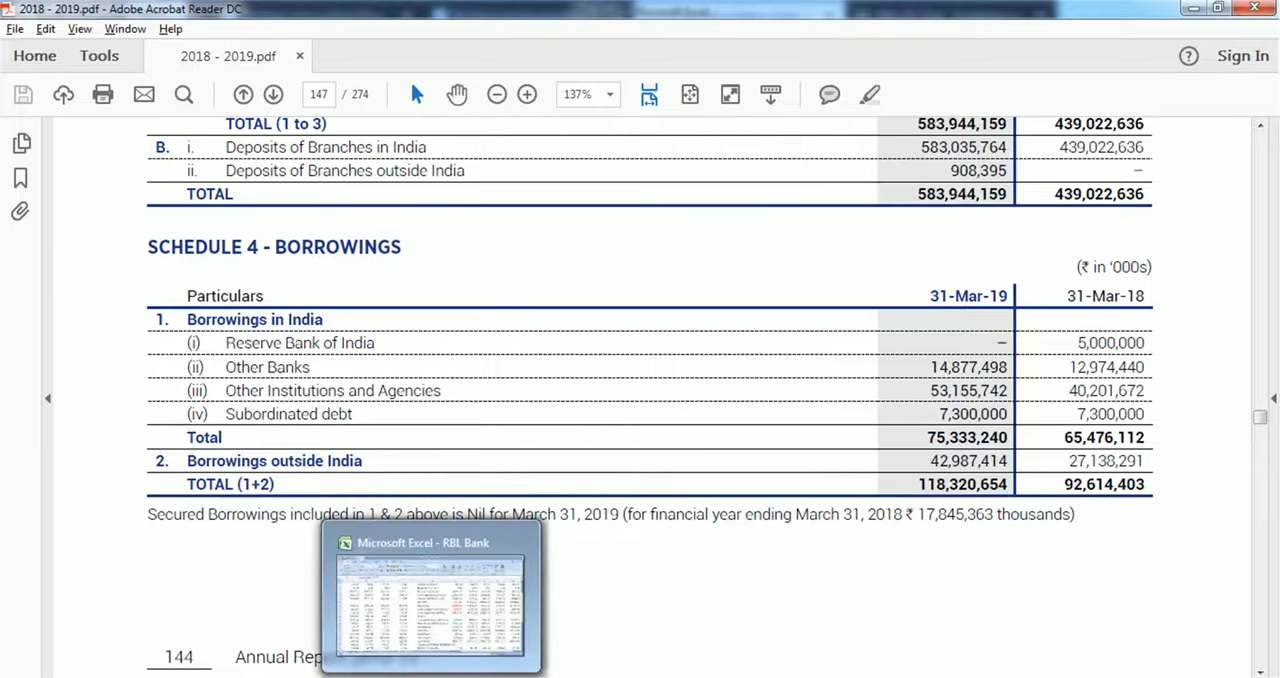 2018 - 2019.pdf - Adobe Acrobat Reader DC
File Edit View Window Help
Home Tools 2018 - 2019.pdf × ? Sign In
147 / 274 137%
TOTAL (1 to 3) 583,944,159 439,022,636
B. i. Deposits of Branches in India 583,035,764 439,022,636
ii. Deposits of Branches outside India 908,395 –
TOTAL 583,944,159 439,022,636
SCHEDULE 4 - BORROWINGS
(₹ in ‘000s)
Particulars 31-Mar-19 31-Mar-18
1. Borrowings in India
(i) Reserve Bank of India – 5,000,000
(ii) Other Banks 14,877,498 12,974,440
(iii) Other Institutions and Agencies 53,155,742 40,201,672
(iv) Subordinated debt 7,300,000 7,300,000
Total 75,333,240 65,476,112
2. Borrowings outside India 42,987,414 27,138,291
TOTAL (1+2) 118,320,654 92,614,403
Secured Borrowings included in 1 & 2 above is Nil for March 31, 2019 (for financial year ending March 31, 2018 ₹ 17,845,363 thousands)
Microsoft Excel - RBL Bank
144 Annual Rep